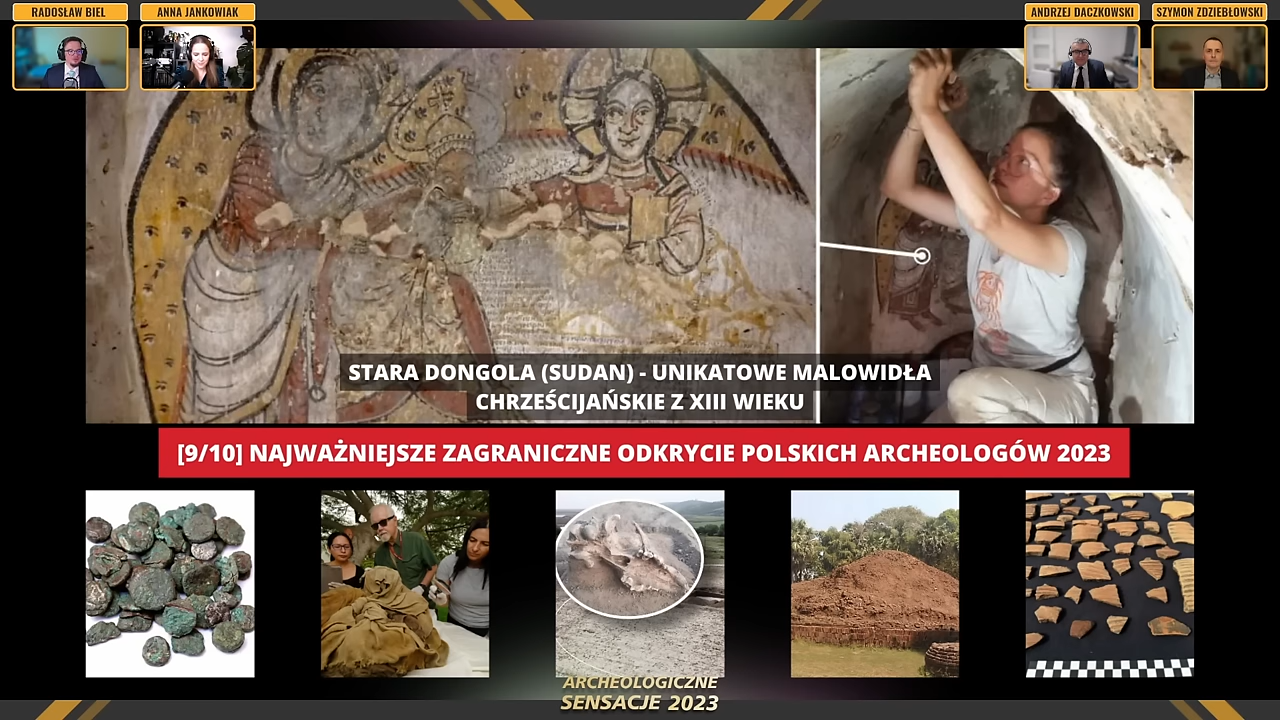 RADOSŁAW BIEL
ANNA JANKOWIAK
ANDRZEJ DACZKOWSKI
SZYMON ZDZIEBŁOWSKI
STARA DONGOLA (SUDAN) - UNIKATOWE MALOWIDŁA
CHRZEŚCIJAŃSKIE Z XIII WIEKU
[9/10] NAJWAŻNIEJSZE ZAGRANICZNE ODKRYCIE POLSKICH ARCHEOLOGÓW 2023
ARCHEOLOGICZNE
SENSACJE 2023